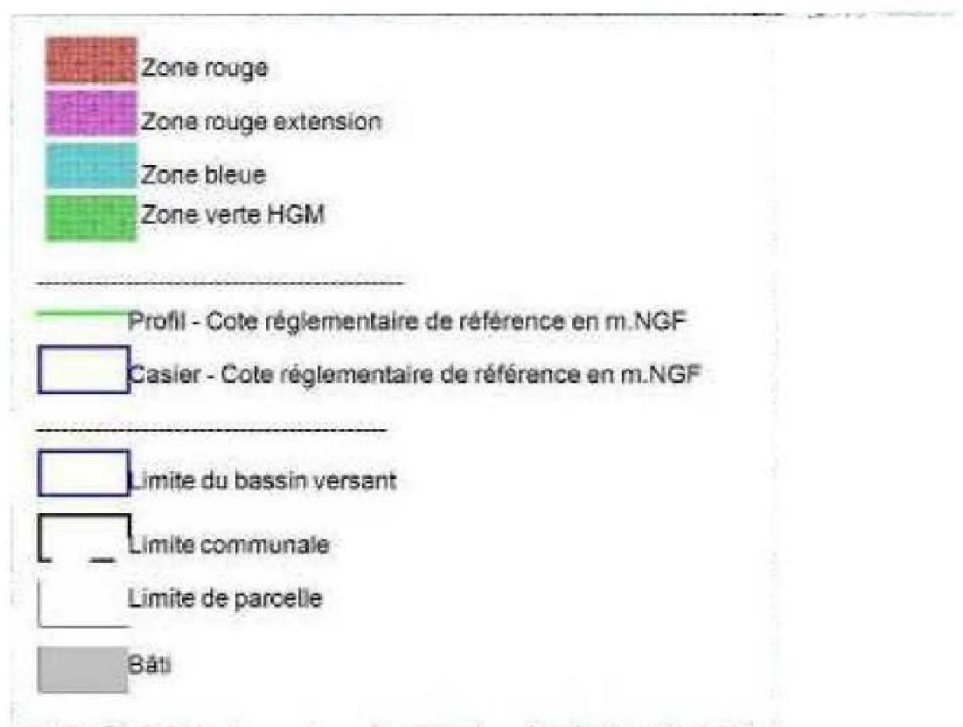 Zone rouge
Zone rouge extension
Zone bleue
Zone verte HGM
Profil - Cote réglementaire de référence en m.NGF
Casier - Cote réglementaire de référence en m.NGF
Limite du bassin versant
Limite communale
Limite de parcelle
Bâti